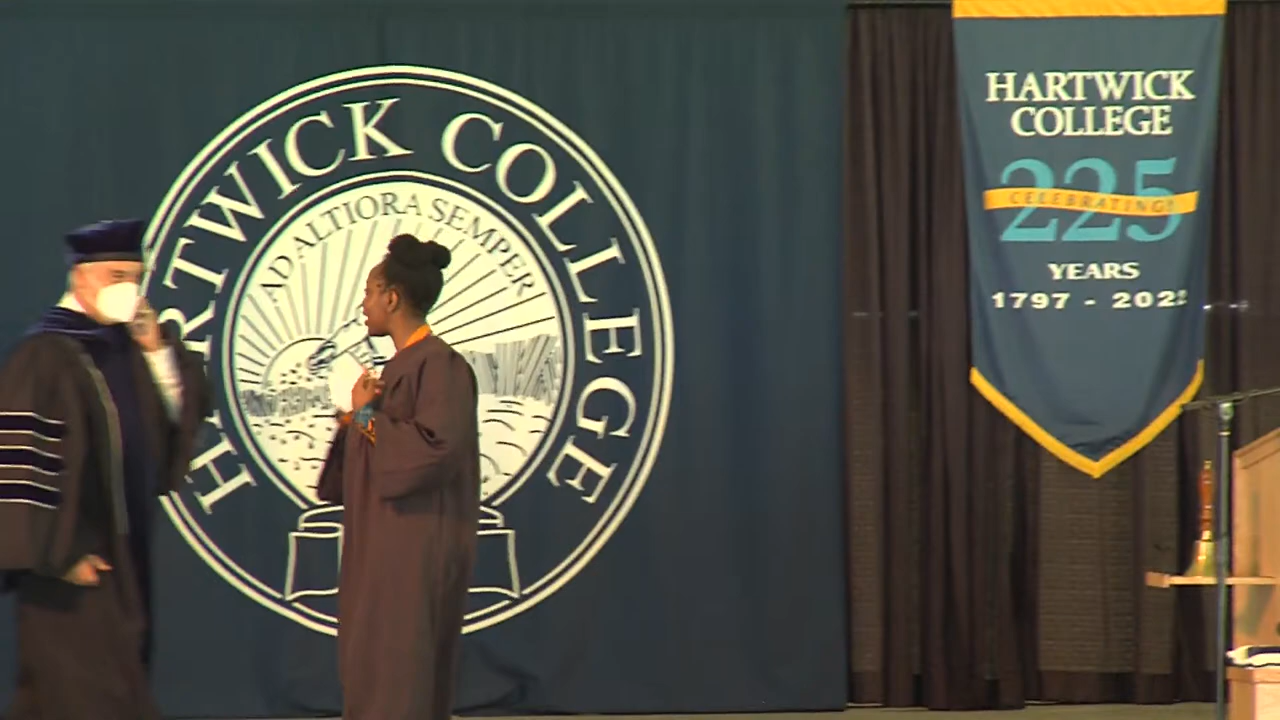 HARTWICK COLLEGE
AD ALTIORA SEMPER
HARTWICK
COLLEGE
225
CELEBRATING!
YEARS
1797 - 202